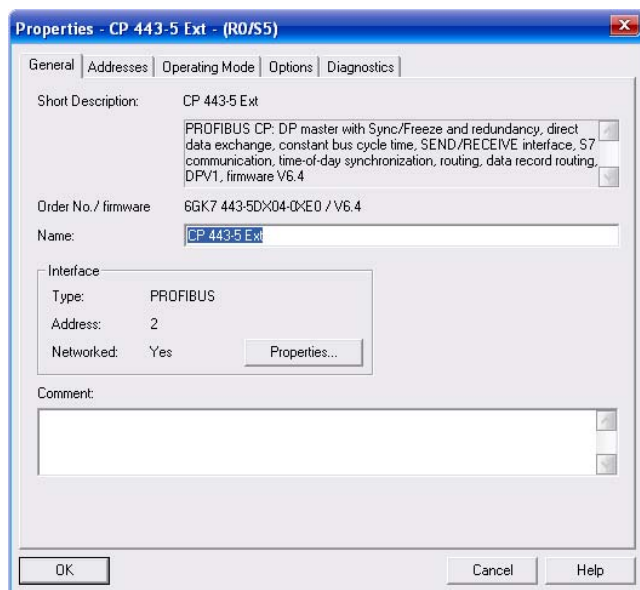 Properties - CP 443-5 Ext - (R0/S5)
General Addresses Operating Mode Options Diagnostics
Short Description: CP 443-5 Ext
PROFIBUS CP: DP master with Sync/Freeze and redundancy, direct
data exchange, constant bus cycle time, SEND/RECEIVE interface, S7
communication, time-of-day synchronization, routing, data record routing,
DPV1, firmware V6.4
Order No./ firmware 6GK7 443-5DX04-0XE0 / V6.4
Name: CP 443-5 Ext
Interface
Type: PROFIBUS
Address: 2
Networked: Yes Properties...
Comment:
OK Cancel Help